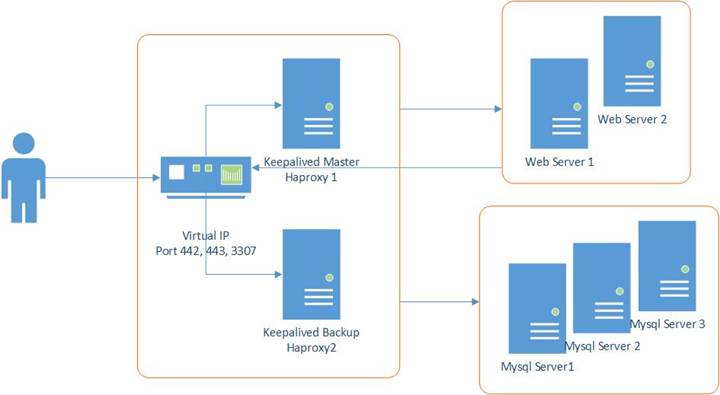 Web Server 2
Web Server 1
Keepalived Master
Haproxy 1
Virtual IP
Port 442, 443, 3307
Keepalived Backup
Haproxy2
Mysql Server 3
Mysql Server 2
Mysql Server1